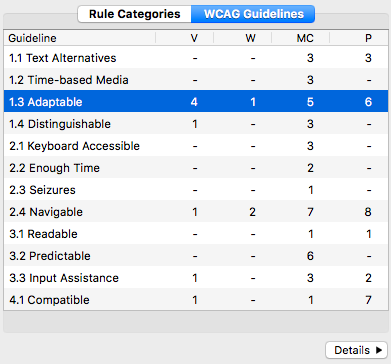 Rule Categories WCAG Guidelines
Guideline V W MC P
1.1 Text Alternatives - - 3 3
1.2 Time-based Media - - 3 -
1.3 Adaptable 4 1 5 6
1.4 Distinguishable 1 - 3 -
2.1 Keyboard Accessible - - 3 -
2.2 Enough Time - - 2 -
2.3 Seizures - - 1 -
2.4 Navigable 1 2 7 8
3.1 Readable - - 1 1
3.2 Predictable - - 6 -
3.3 Input Assistance 1 - 3 2
4.1 Compatible 1 - 1 7
Details